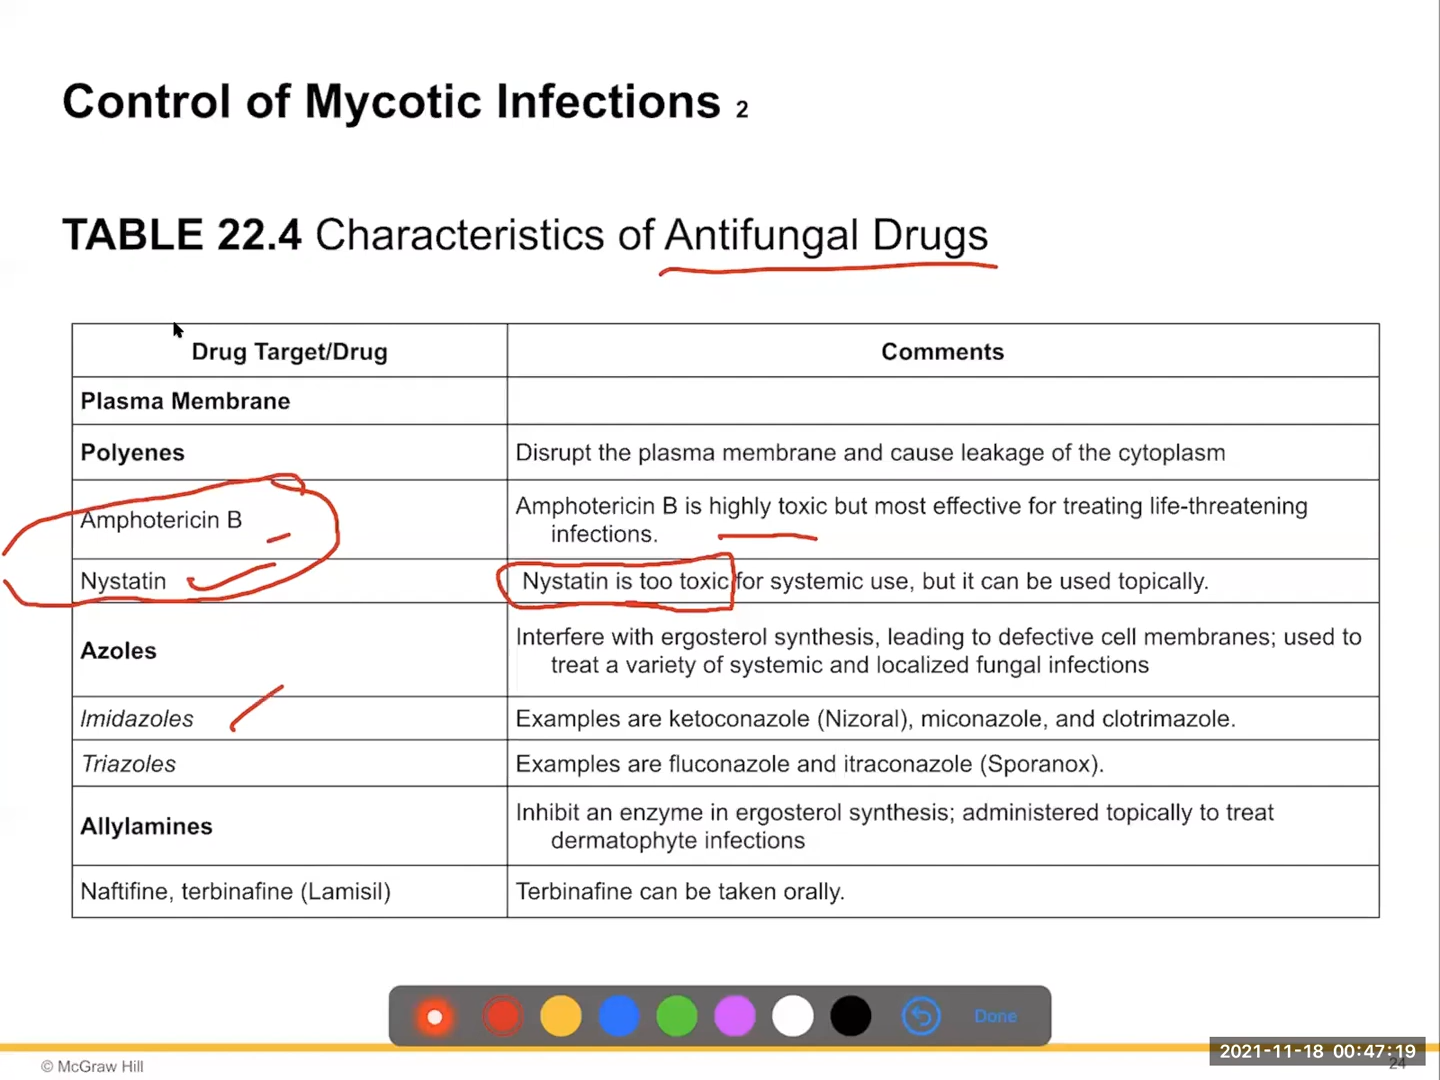 Control of Mycotic Infections 2
TABLE 22.4 Characteristics of Antifungal Drugs
Drug Target/Drug
Comments
Plasma Membrane
Polyenes
Disrupt the plasma membrane and cause leakage of the cytoplasm
Amphotericin B
Amphotericin B is highly toxic but most effective for treating life-threatening
infections.
Nystatin
Nystatin is too toxic for systemic use, but it can be used topically.
Azoles
Interfere with ergosterol synthesis, leading to defective cell membranes; used to
treat a variety of systemic and localized fungal infections
Imidazoles
Examples are ketoconazole (Nizoral), miconazole, and clotrimazole.
Triazoles
Examples are fluconazole and itraconazole (Sporanox).
Allylamines
Inhibit an enzyme in ergosterol synthesis; administered topically to treat
dermatophyte infections
Naftifine, terbinafine (Lamisil)
Terbinafine can be taken orally.
Done
© McGraw Hill
2021-11-18 00:47:19
24